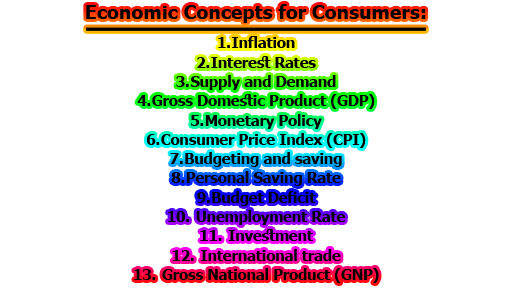 Economic Concepts for Consumers:
1.Inflation
2.Interest Rates
3.Supply and Demand
4.Gross Domestic Product (GDP)
5.Monetary Policy
6.Consumer Price Index (CPI)
7.Budgeting and saving
8.Personal Saving Rate
9.Budget Deficit
10. Unemployment Rate
11. Investment
12. International trade
13. Gross National Product (GNP)